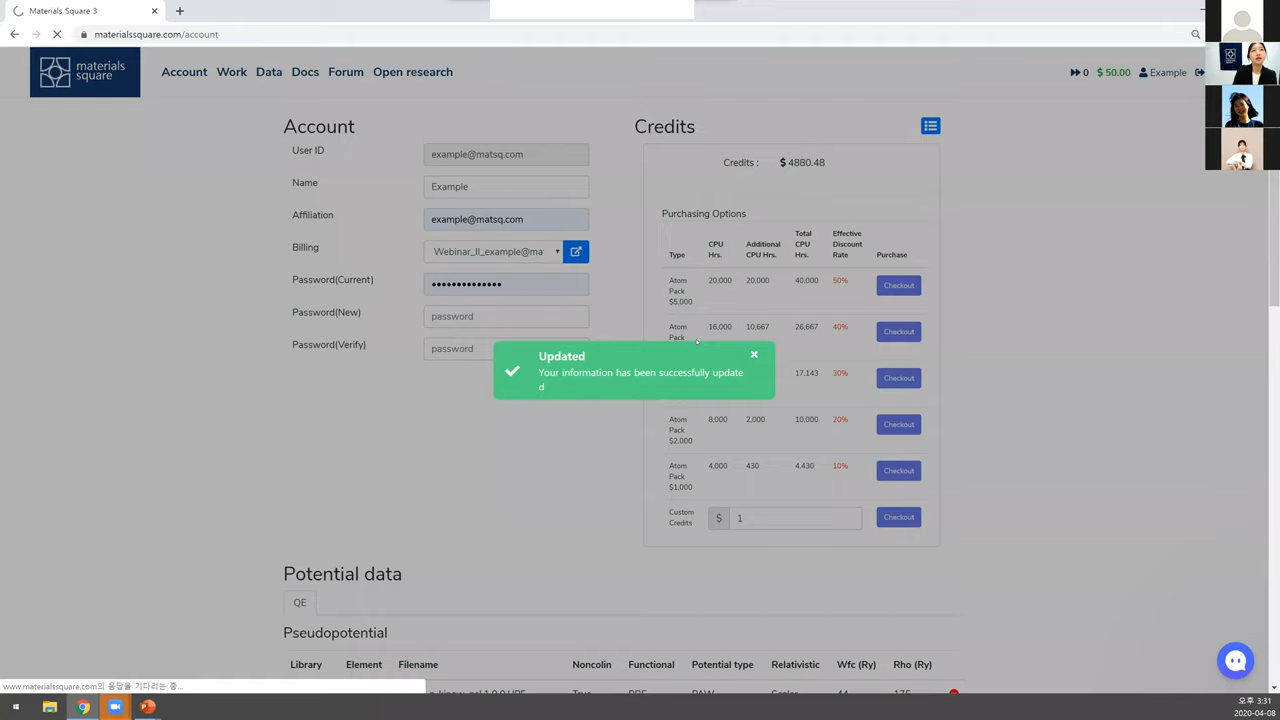 Materials Square 3
materialssquare.com/account
materials
square
Account Work Data Docs Forum Open research
0 $ 50.00 Example
Account
User ID
example@matsq.com
Name
Example
Affiliation
example@matsq.com
Billing
Webinar_II_example@ma
Password(Current)
Password(New)
password
Password(Verify)
password
Credits
Credits : $ 4880.48
Purchasing Options
Type CPU Hrs. Additional CPU Hrs. Total CPU Hrs. Effective Discount Rate Purchase
Atom Pack $5,000 20,000 20,000 40,000 50% Checkout
Atom Pack 16,000 10,667 26,667 40% Checkout
17,143 30% Checkout
Atom Pack $2,000 8,000 2,000 10,000 20% Checkout
Atom Pack $1,000 4,000 430 4,430 10% Checkout
Custom Credits $ 1 Checkout
Updated
Your information has been successfully update
d
Potential data
QE
Pseudopotential
Library Element Filename Noncolin Functional Potential type Relativistic Wfc (Ry) Rho (Ry)
www.materialssquare.com의 응답을 기다리는 중...
오후 3:31
2020-04-08